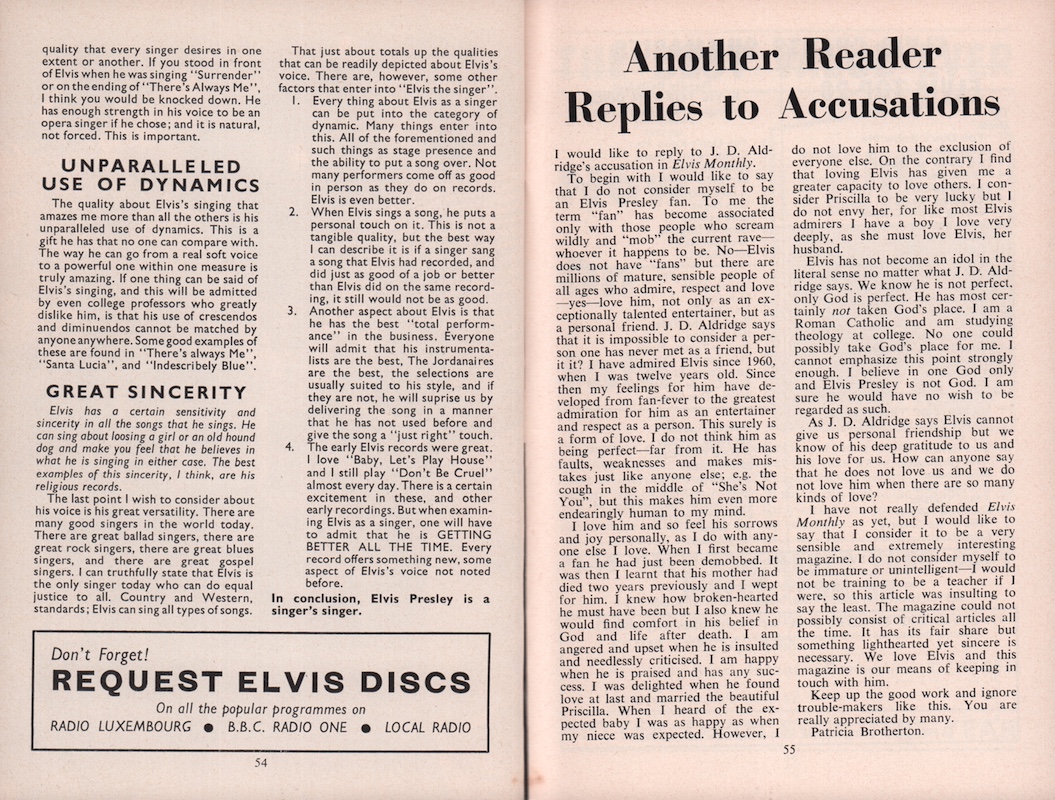 quality that every singer desires in one
extent or another. If you stood in front
of Elvis when he was singing "Surrender"
or on the ending of "There's Always Me",
I think you would be knocked down. He
has enough strength in his voice to be an
opera singer if he chose; and it is natural,
not forced. This is important.
UNPARALLELED
USE OF DYNAMICS
The quality about Elvis's singing that
amazes me more than all the others is his
unparalleled use of dynamics. This is a
gift he has that no one can compare with.
The way he can go from a real soft voice
to a powerful one within one measure is
truly amazing. If one thing can be said of
Elvis's singing, and this will be admitted
by even college professors who greatly
dislike him, is that his use of crescendos
and diminuendos cannot be matched by
anyone anywhere. Some good examples of
these are found in "There's always Me",
'Santa Lucia", and "Indescribely Blue".
GREAT SINCERITY
Elvis has a certain sensitivity and
sincerity in all the songs that he sings. He
can sing about loosing a girl or an old hound
dog and make you feel that he believes in
what he is singing in either case. The best
examples of this sincerity, I think, are his
religious records.
The last point I wish to consider about
his voice is his great versatility. There are
many good singers in the world today.
There are great ballad singers, there are
great rock singers, there are great blues
singers, and there are great gospel
singers. I can truthfully state that Elvis is
the only singer today who can do equal
justice to all. Country and Western,
standards; Elvis can sing all types of songs.
That just about totals up the qualities
that can be readily depicted about Elvis's
voice. There are, however, some other
factors that enter into "Elvis the singer".
1. Every thing about Elvis as a singer
can be put into the category of
dynamic. Many things enter into
this. All of the forementioned and
such things as stage presence and
the ability to put a song over. Not
many performers come off as good
in person as they do on records.
Elvis is even better.
2. When Elvis sings a song, he puts a
personal touch on it. This is not a
tangible quality, but the best way
I can describe it is if a singer sang
a song that Elvis had recorded, and
did just as good of a job or better
than Elvis did on the same record-
ing, it still would not be as good.
3. Another aspect about Elvis is that
he has the best "total perform-
ance" in the business. Everyone
will admit that his instrumenta-
lists are the best, The Jordanaires
are the best, the selections are
usually suited to his style, and if
they are not, he will suprise us by
delivering the song in a manner
that he has not used before and
give the song a "just right" touch.
4. The early Elvis records were great.
I love "Baby, Let's Play House"
and I still play "Don't Be Cruel"
almost every day. There is a certain
excitement in these, and other
early recordings. But when examin-
ing Elvis as a singer, one will have
to admit that he is GETTING
BETTER ALL THE TIME. Every
record offers something new, some
aspect of Elvis's voice not noted
before.
In conclusion, Elvis Presley is a
singer's singer.
Don't Forget!
REQUEST ELVIS DISCS
On all the popular programmes on
RADIO LUXEMBOURG ● B.B.C. RADIO ONE ● LOCAL RADIO
54
Another Reader
Replies to Accusations
I would like to reply to J. D. Ald-
ridge's accusation in Elvis Monthly.
To begin with I would like to say
that I do not consider myself to be
an Elvis Presley fan. To me the
term "fan" has become associated
only with those people who scream
wildly and "mob" the current rave—
whoever it happens to be. No—Elvis
does not have "fans" but there are
millions of mature, sensible people of
all ages who admire, respect and love
—yes—love him, not only as an ex-
ceptionally talented entertainer, but as
a personal friend. J. D. Aldridge says
that it is impossible to consider a per-
son one has never met as a friend, but
it it? I have admired Elvis since 1960,
when I was twelve years old. Since
then my feelings for him have de-
veloped from fan-fever to the greatest
admiration for him as an entertainer
and respect as a person. This surely is
a form of love. I do not think him as
being perfect—far from it. He has
faults, weaknesses and makes mis-
takes just like anyone else; e.g. the
cough in the middle of "She's Not
You", but this makes him even more
endearingly human to my mind.
I love him and so feel his sorrows
and joy personally, as I do with any-
one else I love. When I first became
a fan he had just been demobbed. It
was then I learnt that his mother had
died two years previously and I wept
for him. I knew how broken-hearted
he must have been but I also knew he
would find comfort in his belief in
God and life after death. I am
angered and upset when he is insulted
and needlessly criticised. I am happy
when he is praised and has any suc-
cess. I was delighted when he found
love at last and married the beautiful
Priscilla. When I heard of the ex-
pected baby I was as happy as when
my niece was expected. However, I
do not love him to the exclusion of
everyone else. On the contrary I find
that loving Elvis has given me a
greater capacity to love others. I con-
sider Priscilla to be very lucky but I
do not envy her, for like most Elvis
admirers I have a boy I love very
deeply, as she must love Elvis, her
husband.
Elvis has not become an idol in the
literal sense no matter what J. D. Ald-
ridge says. We know he is not perfect,
only God is perfect. He has most cer-
tainly not taken God's place. I am a
Roman Catholic and am studying
theology at college. No one could
possibly take God's place for me. I
cannot emphasize this point strongly
enough. I believe in one God only
and Elvis Presley is not God. I am
sure he would have no wish to be
regarded as such.
As J. D. Aldridge says Elvis cannot
give us personal friendship but we
know of his deep gratitude to us and
his love for us. How can anyone say
that he does not love us and we do
not love him when there are so many
kinds of love?
I have not really defended Elvis
Monthly as yet, but I would like to
say that I consider it to be a very
sensible and extremely interesting
magazine. I do not consider myself to
be immature or unintelligent—I would
not be training to be a teacher if I
were, so this article was insulting to
say the least. The magazine could not
possibly consist of critical articles all
the time. It has its fair share but
something lighthearted yet sincere is
necessary. We love Elvis and this
magazine is our means of keeping in
touch with him.
Keep up the good work and ignore
trouble-makers like this. You are
really appreciated by many.
Patricia Brotherton.
55